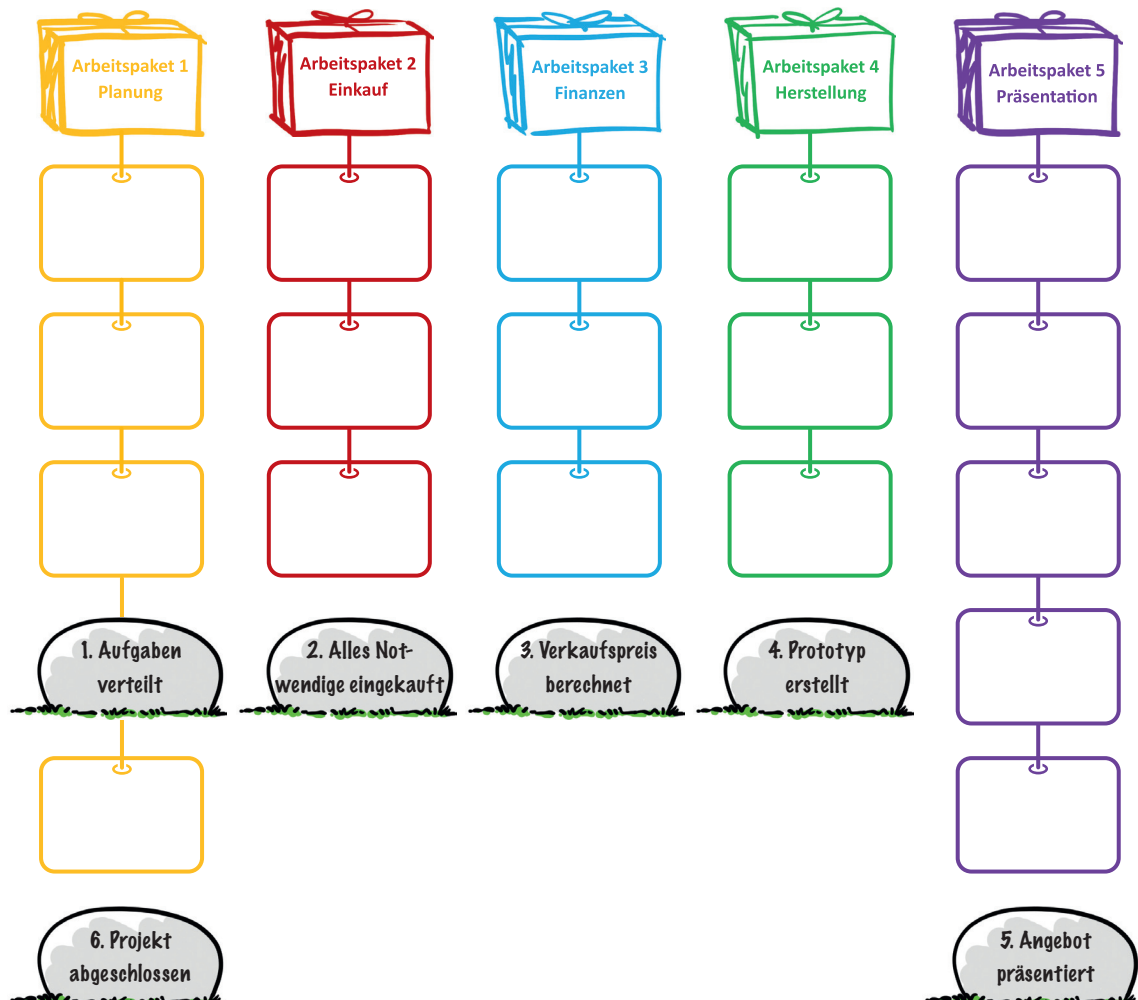 Arbeitspaket 1
Planung
Arbeitspaket 2
Einkauf
Arbeitspaket 3
Finanzen
Arbeitspaket 4
Herstellung
Arbeitspaket 5
Präsentation
1. Aufgaben
verteilt
2. Alles Not-
wendige eingekauft
3. Verkaufspreis
berechnet
4. Prototyp
erstellt
6. Projekt
abgeschlossen
5. Angebot
präsentiert